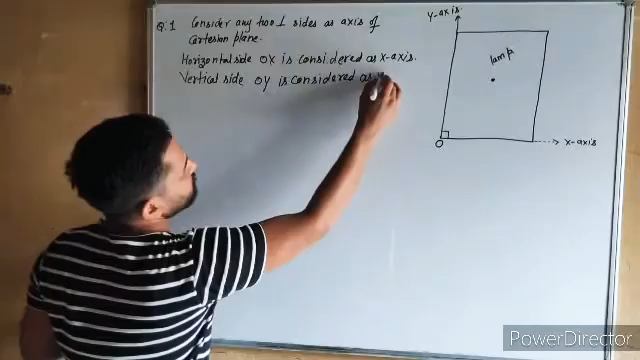 Q.1 Consider any two ⊥ sides as axis of
Cartesian plane.
Horizontal side OX is considered as x-axis.
Vertical side OY is considered as y
Y-axis
lamp
O
X-axis
PowerDirector